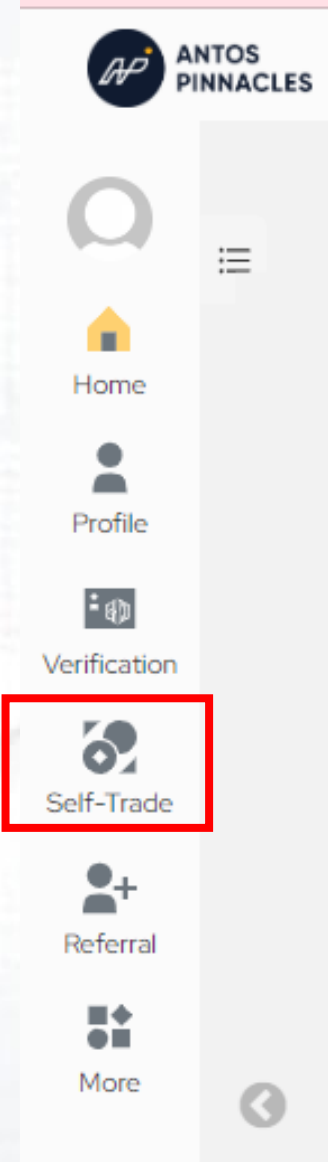 ANTOS
PINNACLES
Home
Profile
Verification
Self-Trade
Referral
More